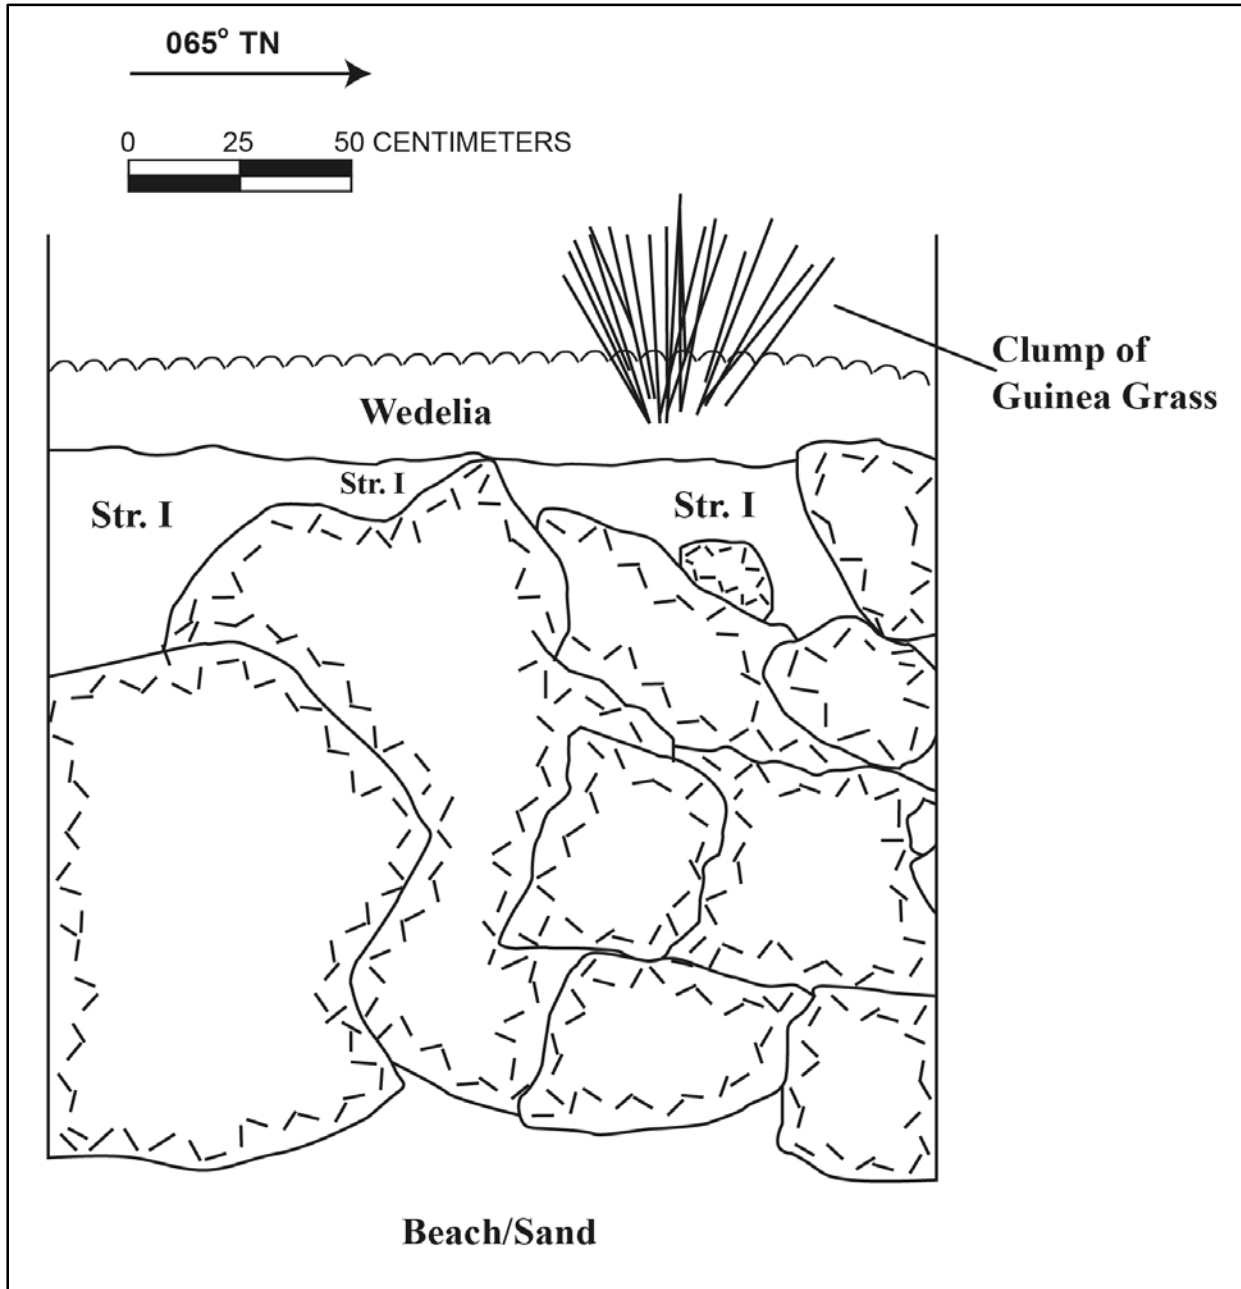 065° TN
0 25 50 CENTIMETERS
Clump of
Guinea Grass
Wedelia
Str. I
Str. I
Str. I
Beach/Sand